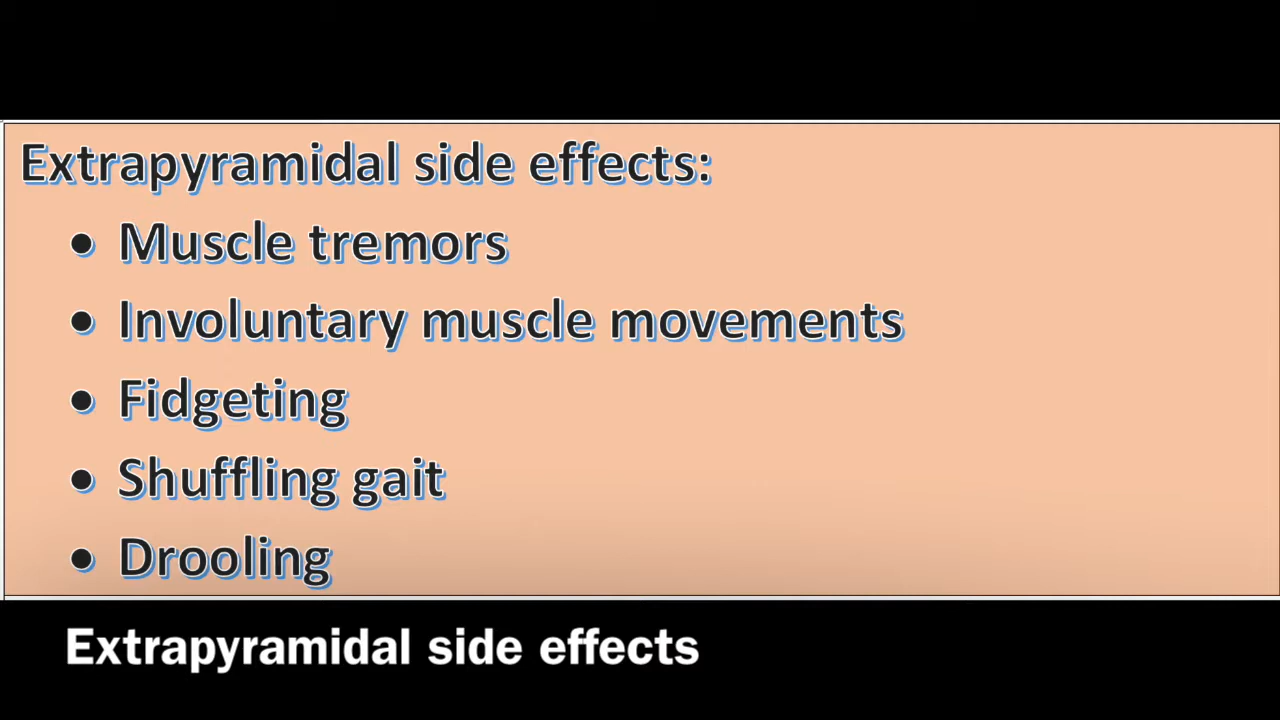 Extrapyramidal side effects:
• Muscle tremors
• Involuntary muscle movements
• Fidgeting
• Shuffling gait
• Drooling
Extrapyramidal side effects